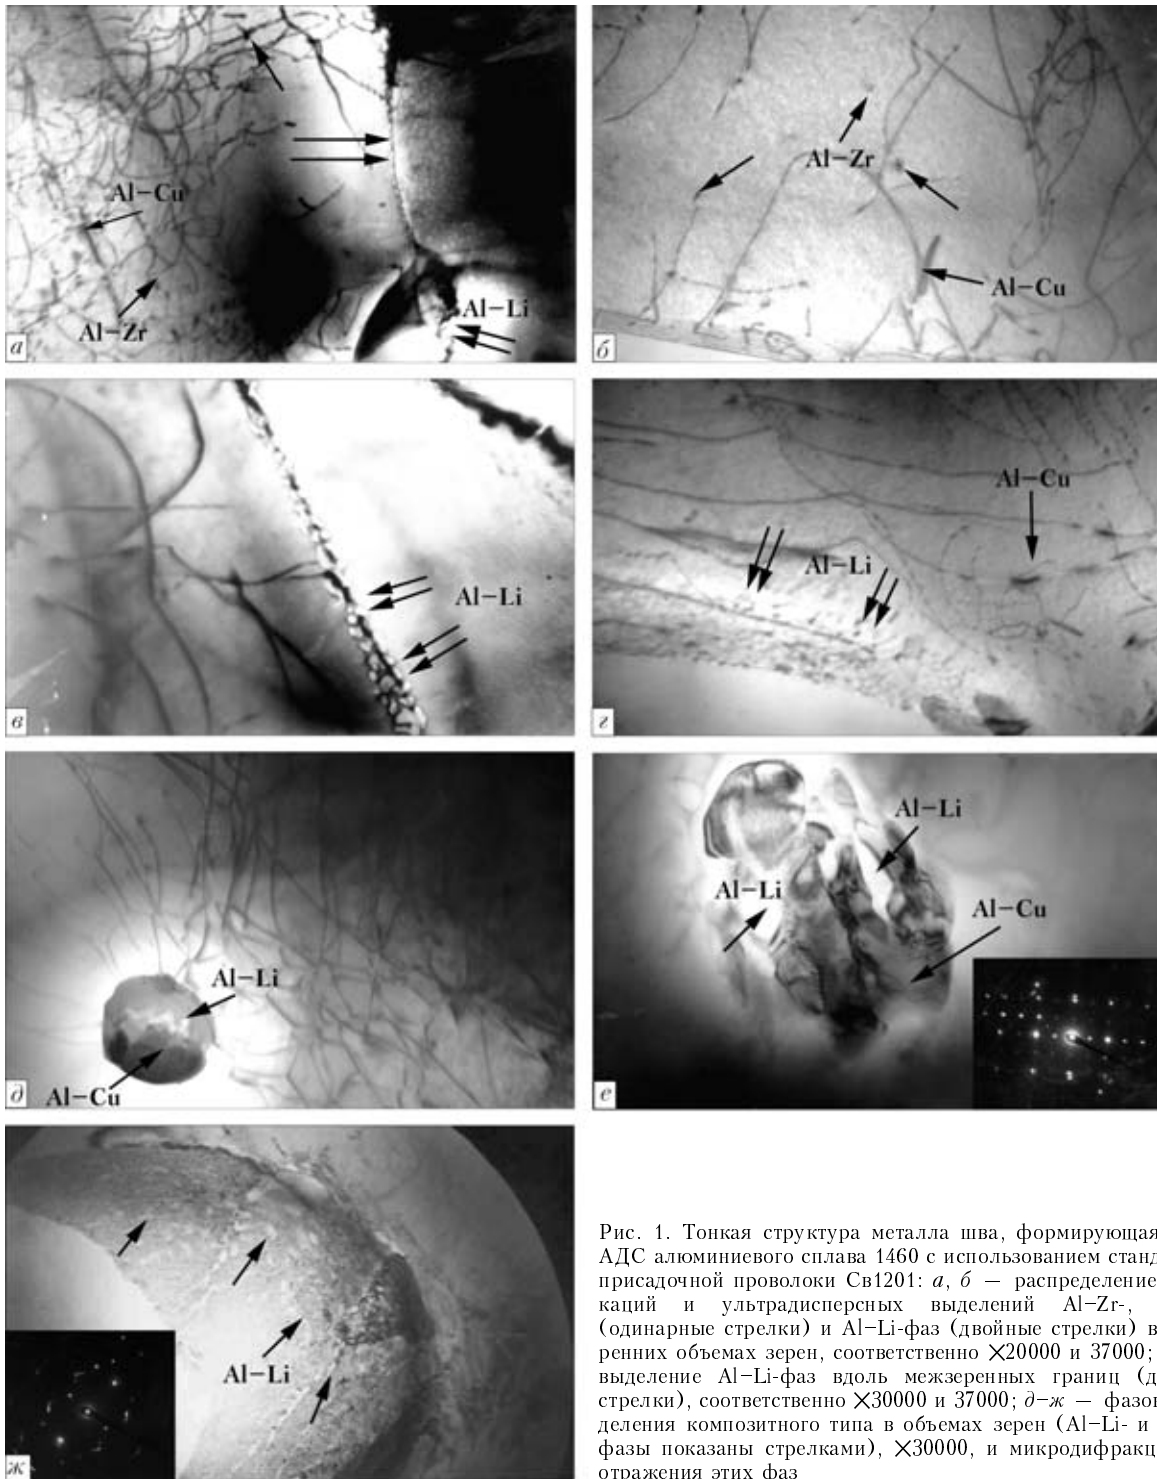 Al–Cu
Al–Zr
Al–Li
а
Al–Zr
Al–Cu
б
Al–Li
в
Al–Cu
Al–Li
г
Al–Li
Al–Cu
д
Al–Li
Al–Li
Al–Cu
е
Al–Li
ж
Рис. 1. Тонкая структура металла шва, формирующая
АДС алюминиевого сплава 1460 с использованием станд
присадочной проволоки Св1201: а, б — распределение
каций и ультрадисперсных выделений Al–Zr-,
(одинарные стрелки) и Al–Li-фаз (двойные стрелки) в
ренних объемах зерен, соответственно ×20000 и 37000;
выделение Al–Li-фаз вдоль межзеренных границ (д
стрелки), соответственно ×30000 и 37000; д–ж — фазов
деления композитного типа в объемах зерен (Al–Li- и
фазы показаны стрелками), ×30000, и микродифракц
отражения этих фаз